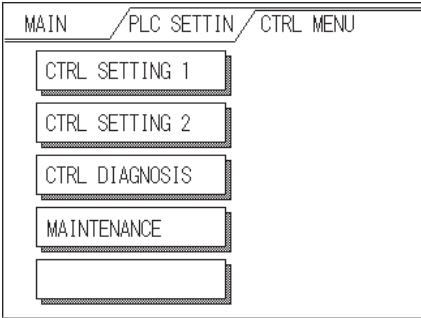 MAIN PLC SETTIN CTRL MENU
CTRL SETTING 1
CTRL SETTING 2
CTRL DIAGNOSIS
MAINTENANCE